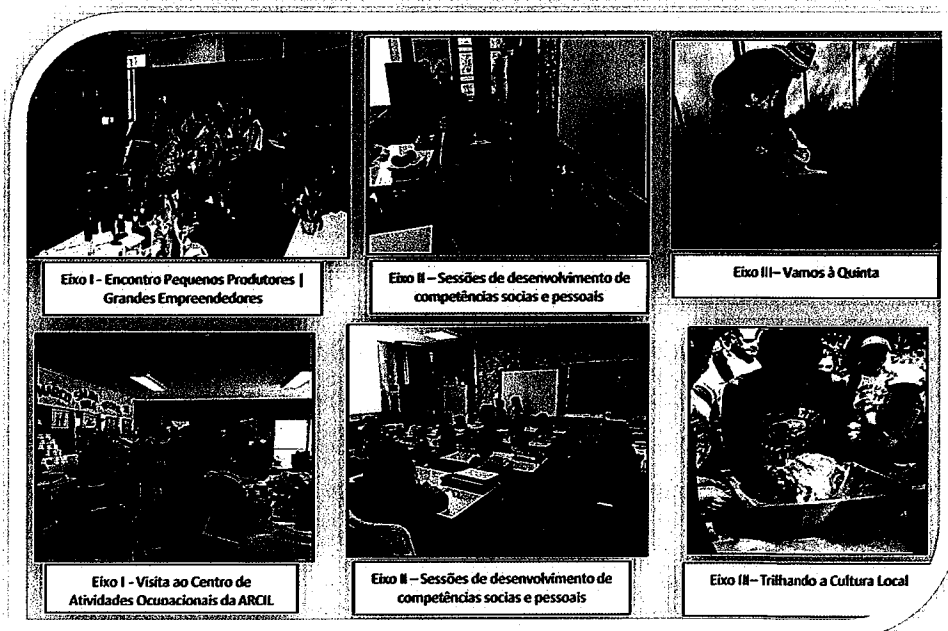 Eixo I - Encontro Pequenos Produtores |
Grandes Empreendedores
Eixo II – Sessões de desenvolvimento de
competências socias e pessoais
Eixo III – Vamos à Quinta
Eixo I - Visita ao Centro de
Atividades Ocupacionais da ARCIL
Eixo II – Sessões de desenvolvimento de
competências socias e pessoais
Eixo III – Trilhando a Cultura Local